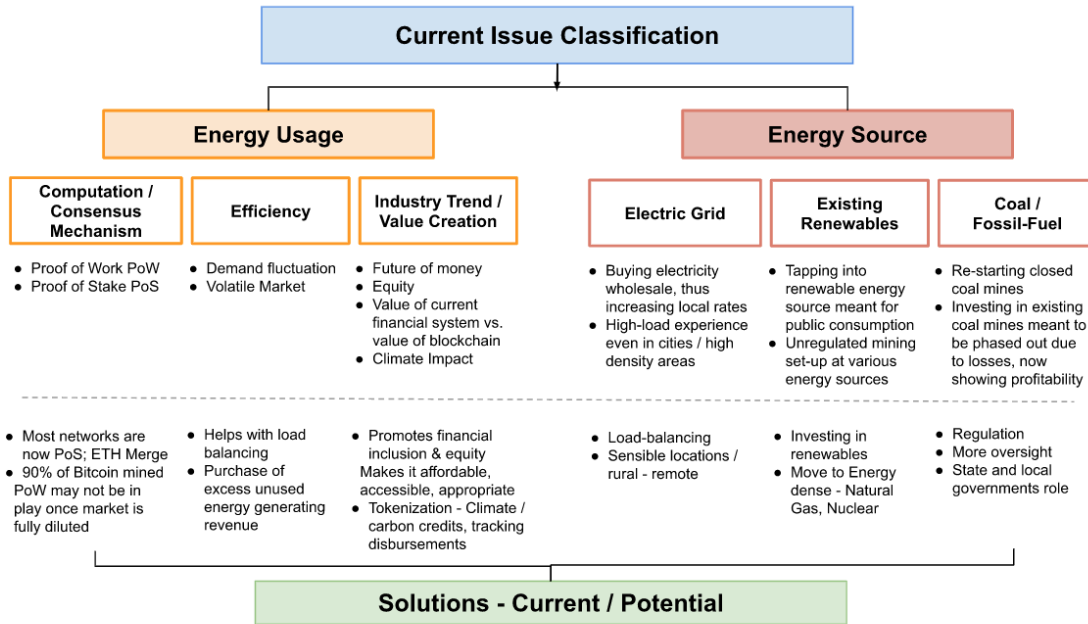 Current Issue Classification
Energy Usage
Energy Source
Computation /
Consensus
Mechanism
Efficiency
Industry Trend /
Value Creation
Electric Grid
Existing
Renewables
Coal /
Fossil-Fuel
● Proof of Work PoW
● Proof of Stake PoS
● Demand fluctuation
● Volatile Market
● Future of money
● Equity
● Value of current
financial system vs.
value of blockchain
● Climate Impact
● Buying electricity
wholesale, thus
increasing local rates
● High-load experience
even in cities / high
density areas
● Tapping into
renewable energy
source meant for
public consumption
● Unregulated mining
set-up at various
energy sources
● Re-starting closed
coal mines
● Investing in existing
coal mines meant to
be phased out due
to losses, now
showing profitability
● Most networks are
now PoS; ETH Merge
● 90% of Bitcoin mined
PoW may not be in
play once market is
fully diluted
● Helps with load
balancing
● Purchase of
excess unused
energy generating
revenue
● Promotes financial
inclusion & equity
Makes it affordable,
accessible, appropriate
● Tokenization - Climate /
carbon credits, tracking
disbursements
● Load-balancing
● Sensible locations /
rural - remote
● Investing in
renewables
● Move to Energy
dense - Natural
Gas, Nuclear
● Regulation
● More oversight
● State and local
governments role
Solutions - Current / Potential